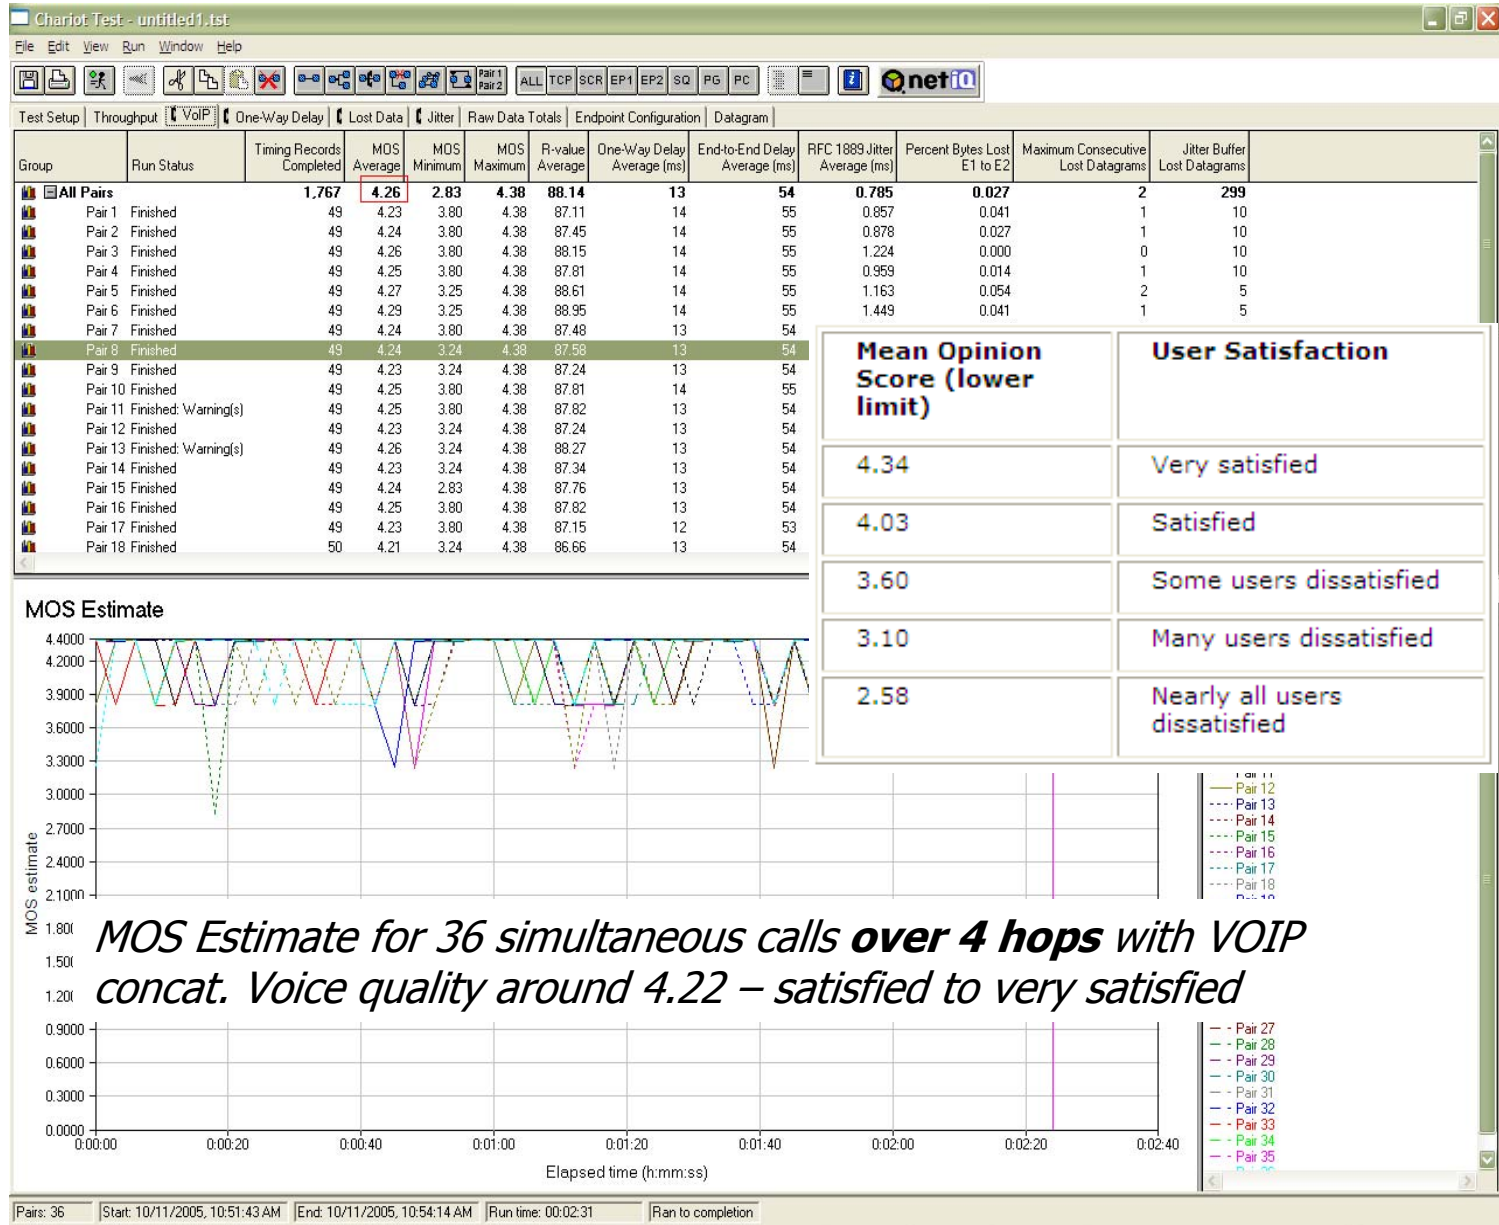 Chariot Test - untitled1.tst
File Edit View Run Window Help
Pair 1 Pair 2 ALL TCP SCR EP1 EP2 SQ PG PC netIQ
Test Setup Throughput VoIP One-Way Delay Lost Data Jitter Raw Data Totals Endpoint Configuration Datagram
Group Run Status Timing Records Completed MOS Average MOS Minimum MOS Maximum R-value Average One-Way Delay Average (ms) End-to-End Delay Average (ms) RFC 1889 Jitter Average (ms) Percent Bytes Lost E1 to E2 Maximum Consecutive Lost Datagrams Jitter Buffer Lost Datagrams
All Pairs 1,767 4.26 2.83 4.38 88.14 13 54 0.785 0.027 2 299
Pair 1 Finished 49 4.23 3.80 4.38 87.11 14 55 0.857 0.041 1 10
Pair 2 Finished 49 4.24 3.80 4.38 87.45 14 55 0.878 0.027 1 10
Pair 3 Finished 49 4.26 3.80 4.38 88.15 14 55 1.224 0.000 0 10
Pair 4 Finished 49 4.25 3.80 4.38 87.81 14 55 0.959 0.014 1 10
Pair 5 Finished 49 4.27 3.25 4.38 88.61 14 55 1.163 0.054 2 5
Pair 6 Finished 49 4.29 3.25 4.38 88.95 14 55 1.449 0.041 1 5
Pair 7 Finished 49 4.24 3.80 4.38 87.48 13 54
Pair 8 Finished 49 4.24 3.24 4.38 87.58 13 54
Pair 9 Finished 49 4.23 3.24 4.38 87.24 13 54
Pair 10 Finished 49 4.25 3.80 4.38 87.81 14 55
Pair 11 Finished: Warning(s) 49 4.25 3.80 4.38 87.82 13 54
Pair 12 Finished 49 4.23 3.24 4.38 87.24 13 54
Pair 13 Finished: Warning(s) 49 4.26 3.24 4.38 88.27 13 54
Pair 14 Finished 49 4.23 3.24 4.38 87.34 13 54
Pair 15 Finished 49 4.24 2.83 4.38 87.76 13 54
Pair 16 Finished 49 4.25 3.80 4.38 87.82 13 54
Pair 17 Finished 49 4.23 3.80 4.38 87.15 12 53
Pair 18 Finished 50 4.21 3.24 4.38 86.66 13 54
Mean Opinion Score (lower limit) User Satisfaction
4.34 Very satisfied
4.03 Satisfied
3.60 Some users dissatisfied
3.10 Many users dissatisfied
2.58 Nearly all users dissatisfied
MOS Estimate
MOS estimate
4.4000
4.2000
3.9000
3.6000
3.3000
3.0000
2.7000
2.4000
2.1000
1.800
1.500
1.200
0.9000
0.6000
0.3000
0.0000
0:00:00 0:00:20 0:00:40 0:01:00 0:01:20 0:01:40 0:02:00 0:02:20 0:02:40
Elapsed time (h:mm:ss)
Pair 12
Pair 13
Pair 14
Pair 15
Pair 16
Pair 17
Pair 18
MOS Estimate for 36 simultaneous calls over 4 hops with VOIP
concat. Voice quality around 4.22 – satisfied to very satisfied
Pair 27
Pair 28
Pair 29
Pair 30
Pair 31
Pair 32
Pair 33
Pair 34
Pair 35
Pairs: 36 Start: 10/11/2005, 10:51:43 AM End: 10/11/2005, 10:54:14 AM Run time: 00:02:31 Ran to completion